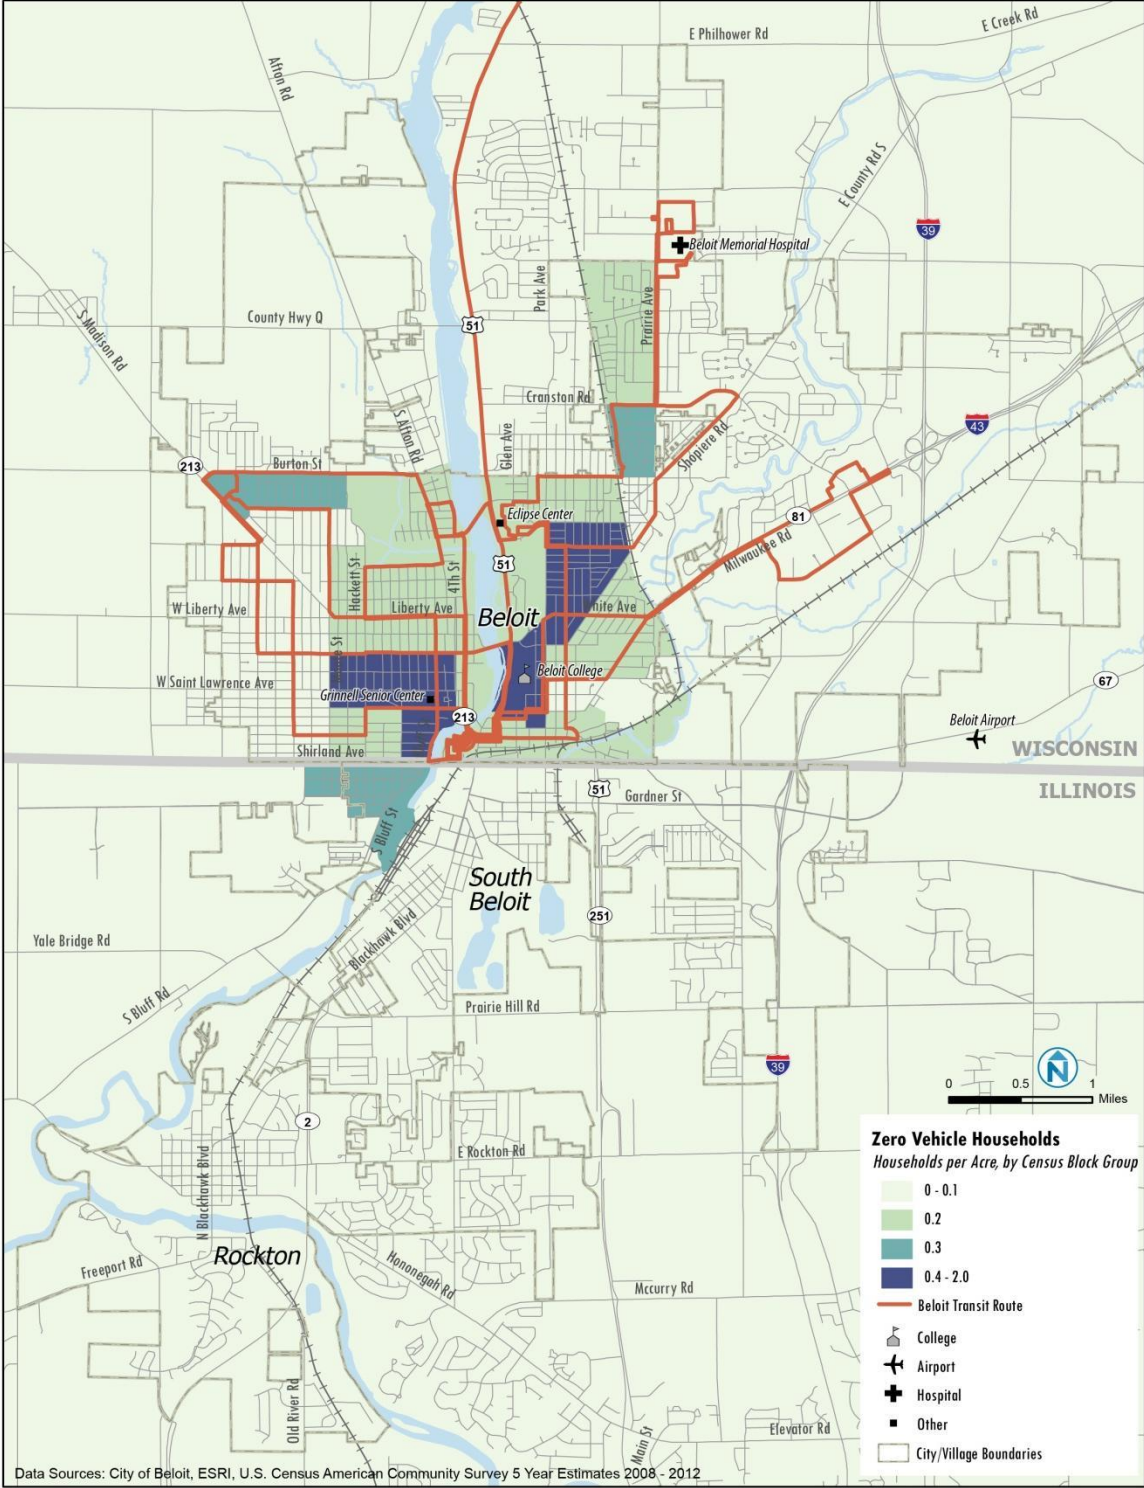 E Creek Rd
E Philhower Rd
Afton Rd
E County Rd S
39
Beloit Memorial Hospital
Park Ave
Prairie Ave
County Hwy Q
51
S Madison Rd
Cranston Rd
S Afton Rd
Glen Ave
43
Shopiere Rd
213
Burton St
Eclipse Center
81
Milwaukee Rd
51
Hackett St
4Th St
W Liberty Ave
Liberty Ave
White Ave
Beloit
Beloit College
W Saint Lawrence Ave
Grinnell Senior Center
67
213
Beloit Airport
Shirland Ave
WISCONSIN
ILLINOIS
51
Gardner St
S Bluff St
South
Beloit
251
Blackhawk Blvd
Yale Bridge Rd
S Bluff Rd
Prairie Hill Rd
39
N
0 0.5 1
Miles
2
E Rockton Rd
N Blackhawk Blvd
Rockton
Freeport Rd
Hononegah Rd
Mccurry Rd
Old River Rd
Main St
Elevator Rd
Zero Vehicle Households
Households per Acre, by Census Block Group
0 - 0.1
0.2
0.3
0.4 - 2.0
Beloit Transit Route
College
Airport
Hospital
Other
City/Village Boundaries
Data Sources: City of Beloit, ESRI, U.S. Census American Community Survey 5 Year Estimates 2008 - 2012